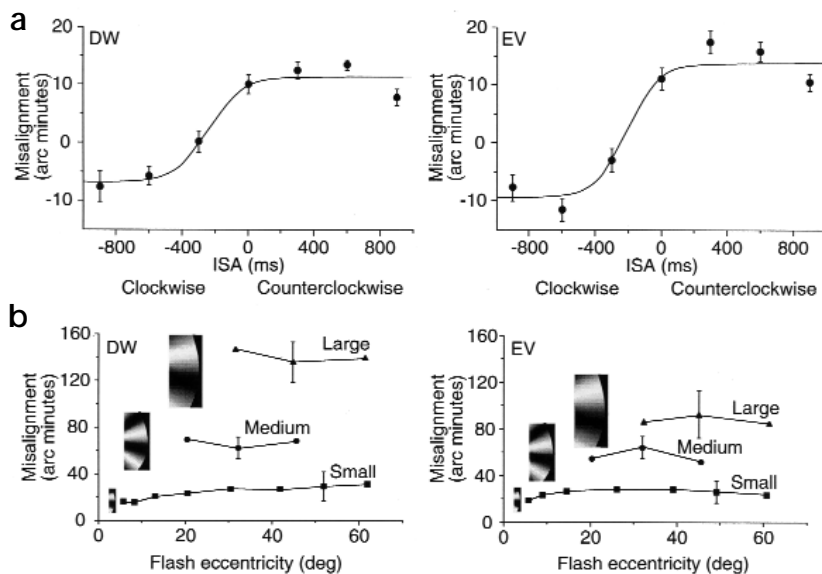 a
DW
Misalignment
(arc minutes)
20
10
0
-10
-800 -400 0 400 800
ISA (ms)
Clockwise Counterclockwise
EV
Misalignment
(arc minutes)
20
10
0
-10
-800 -400 0 400 800
ISA (ms)
Clockwise Counterclockwise
b
DW
Misalignment
(arc minutes)
160
120
80
40
0
Large
Medium
Small
0 20 40 60
Flash eccentricity (deg)
EV
Misalignment
(arc minutes)
160
120
80
40
0
Large
Medium
Small
0 20 40 60
Flash eccentricity (deg)